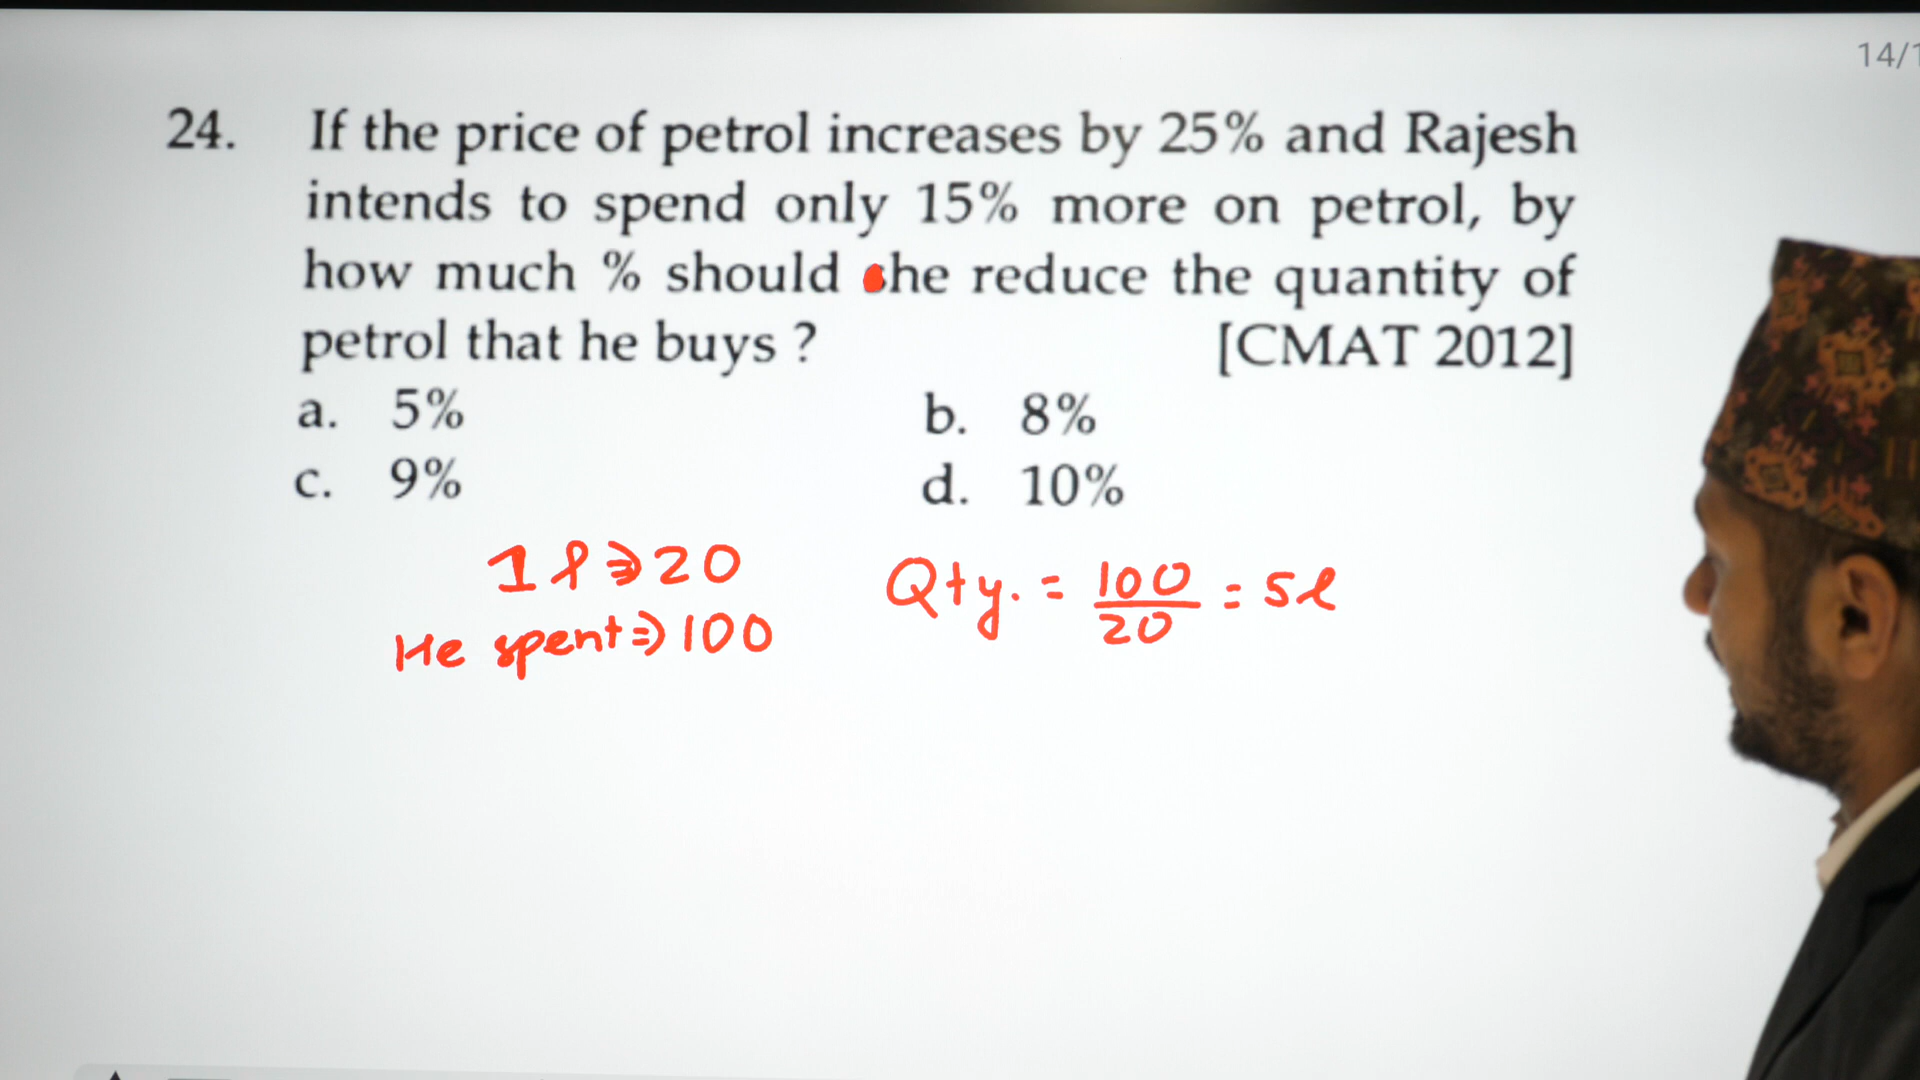 14/1
24. If the price of petrol increases by 25% and Rajesh
intends to spend only 15% more on petrol, by
how much % should she reduce the quantity of
petrol that he buys ? [CMAT 2012]
a. 5% b. 8%
c. 9% d. 10%
1 l ⇒ 20
He spent ⇒ 100
Qty. = 100/20 = 5l